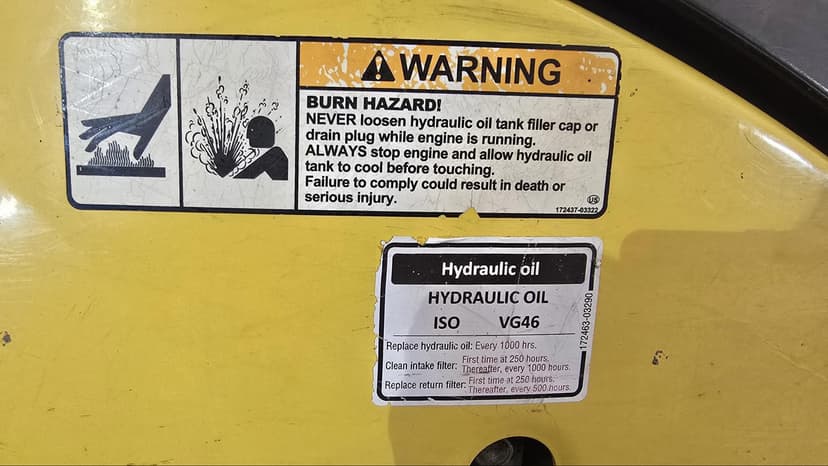 WARNING
BURN HAZARD!
NEVER loosen hydraulic oil tank filler cap or
drain plug while engine is running.
ALWAYS stop engine and allow hydraulic oil
tank to cool before touching.
Failure to comply could result in death or
serious injury.
US
172437-03322
Hydraulic oil
HYDRAULIC OIL
ISO VG46
Replace hydraulic oil: Every 1000 hrs.
Clean intake filter: First time at 250 hours.
Thereafter, every 1000 hours.
Replace return filter: First time at 250 hours.
Thereafter, every 500 hours.
172463-03290